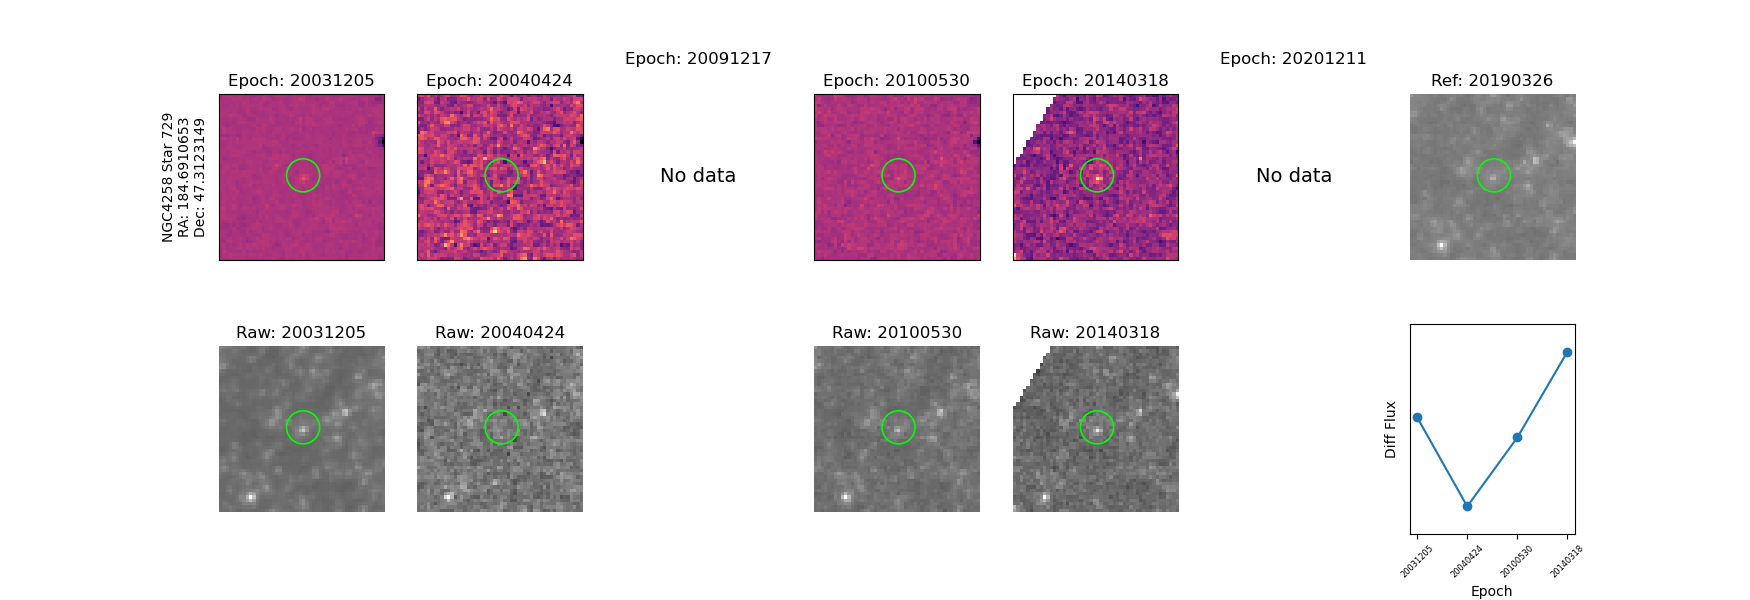 NGC4258 Star 729
RA: 184.6910653
Dec: 47.3123149
Epoch: 20031205
Epoch: 20040424
Epoch: 20091217
No data
Epoch: 20100530
Epoch: 20140318
Epoch: 20201211
No data
Ref: 20190326
Raw: 20031205
Raw: 20040424
Raw: 20100530
Raw: 20140318
Diff Flux
20031205
20040424
20100530
20140318
Epoch